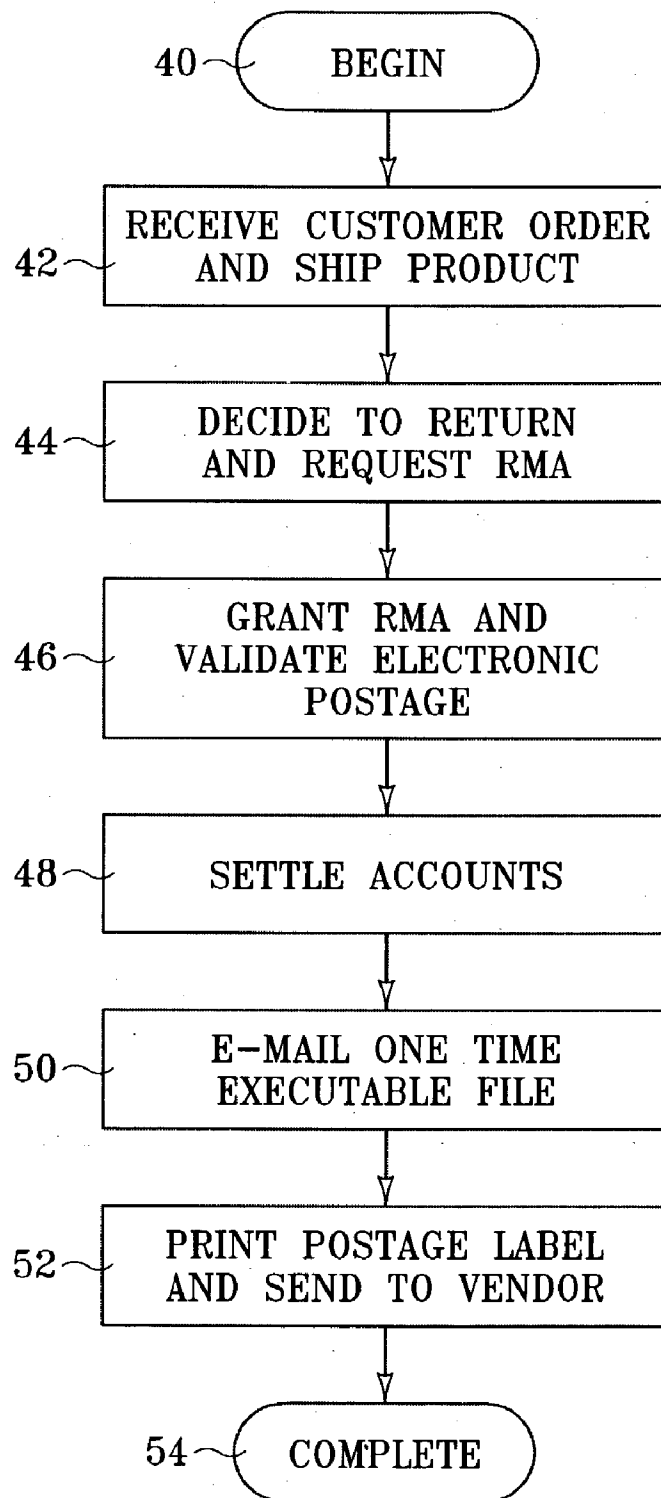 40 BEGIN
RECEIVE CUSTOMER ORDER
42 AND SHIP PRODUCT
44 DECIDE TO RETURN
AND REQUEST RMA
GRANT RMA AND
46 VALIDATE ELECTRONIC
POSTAGE
48 SETTLE ACCOUNTS
50 E-MAIL ONE TIME
EXECUTABLE FILE
52 PRINT POSTAGE LABEL
AND SEND TO VENDOR
54 COMPLETE